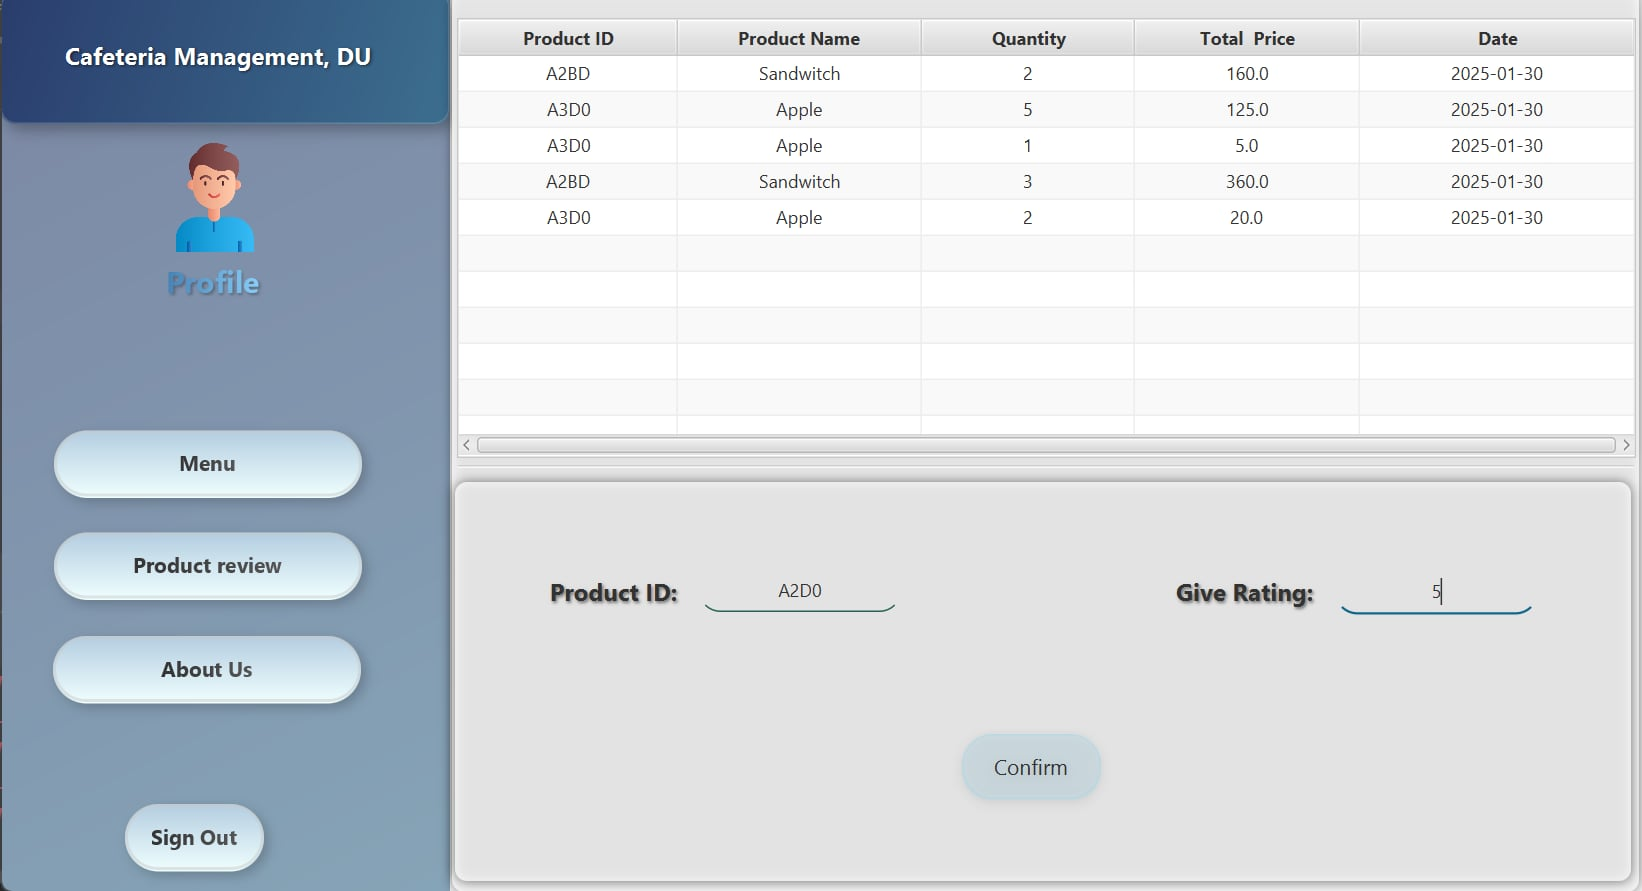 Cafeteria Management, DU
Profile
Menu
Product review
About Us
Sign Out
Product ID Product Name Quantity Total  Price Date
A2BD Sandwitch 2 160.0 2025-01-30
A3D0 Apple 5 125.0 2025-01-30
A3D0 Apple 1 5.0 2025-01-30
A2BD Sandwitch 3 360.0 2025-01-30
A3D0 Apple 2 20.0 2025-01-30
Product ID: A2D0 Give Rating: 5
Confirm